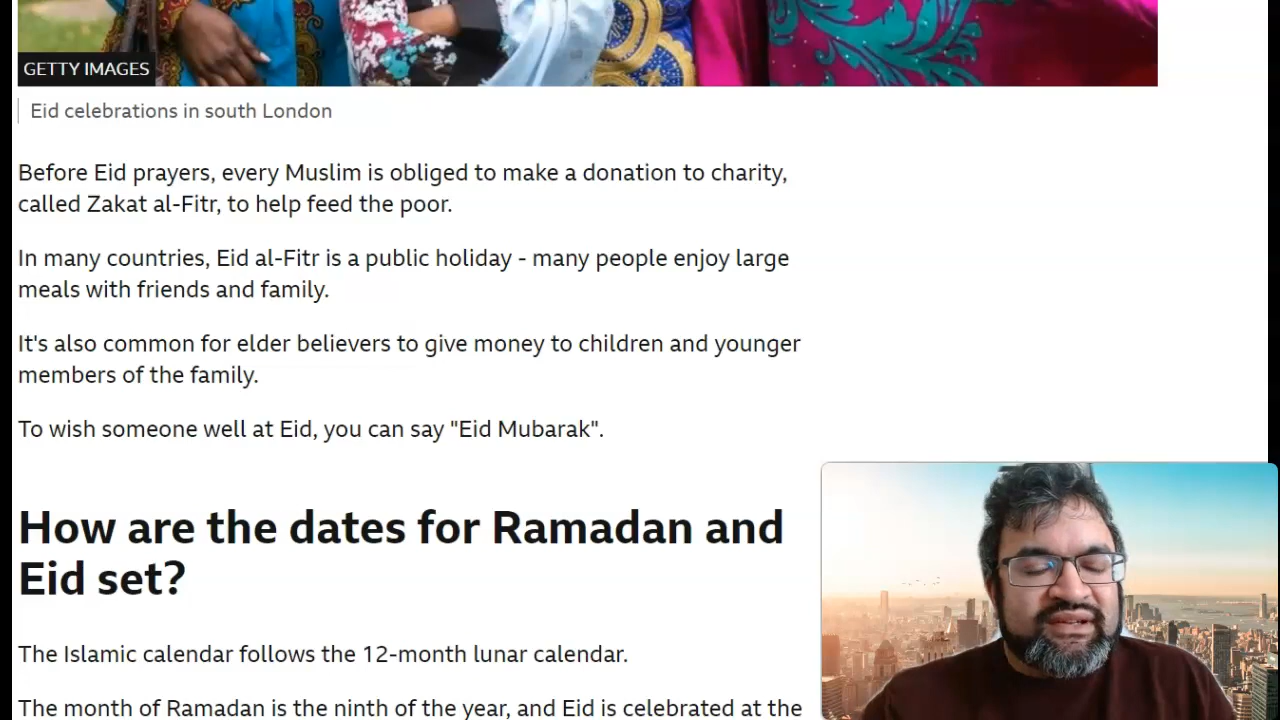 GETTY IMAGES
Eid celebrations in south London
Before Eid prayers, every Muslim is obliged to make a donation to charity,
called Zakat al-Fitr, to help feed the poor.
In many countries, Eid al-Fitr is a public holiday - many people enjoy large
meals with friends and family.
It's also common for elder believers to give money to children and younger
members of the family.
To wish someone well at Eid, you can say "Eid Mubarak".
How are the dates for Ramadan and
Eid set?
The Islamic calendar follows the 12-month lunar calendar.
The month of Ramadan is the ninth of the year, and Eid is celebrated at the